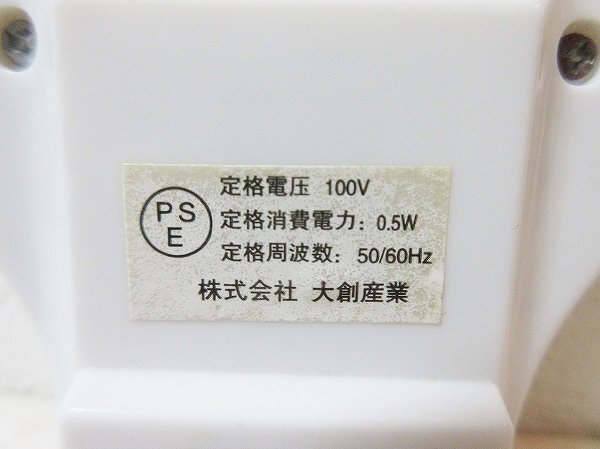 PS
E
定格電圧 100V
定格消費電力: 0.5W
定格周波数: 50/60Hz
株式会社 大創産業